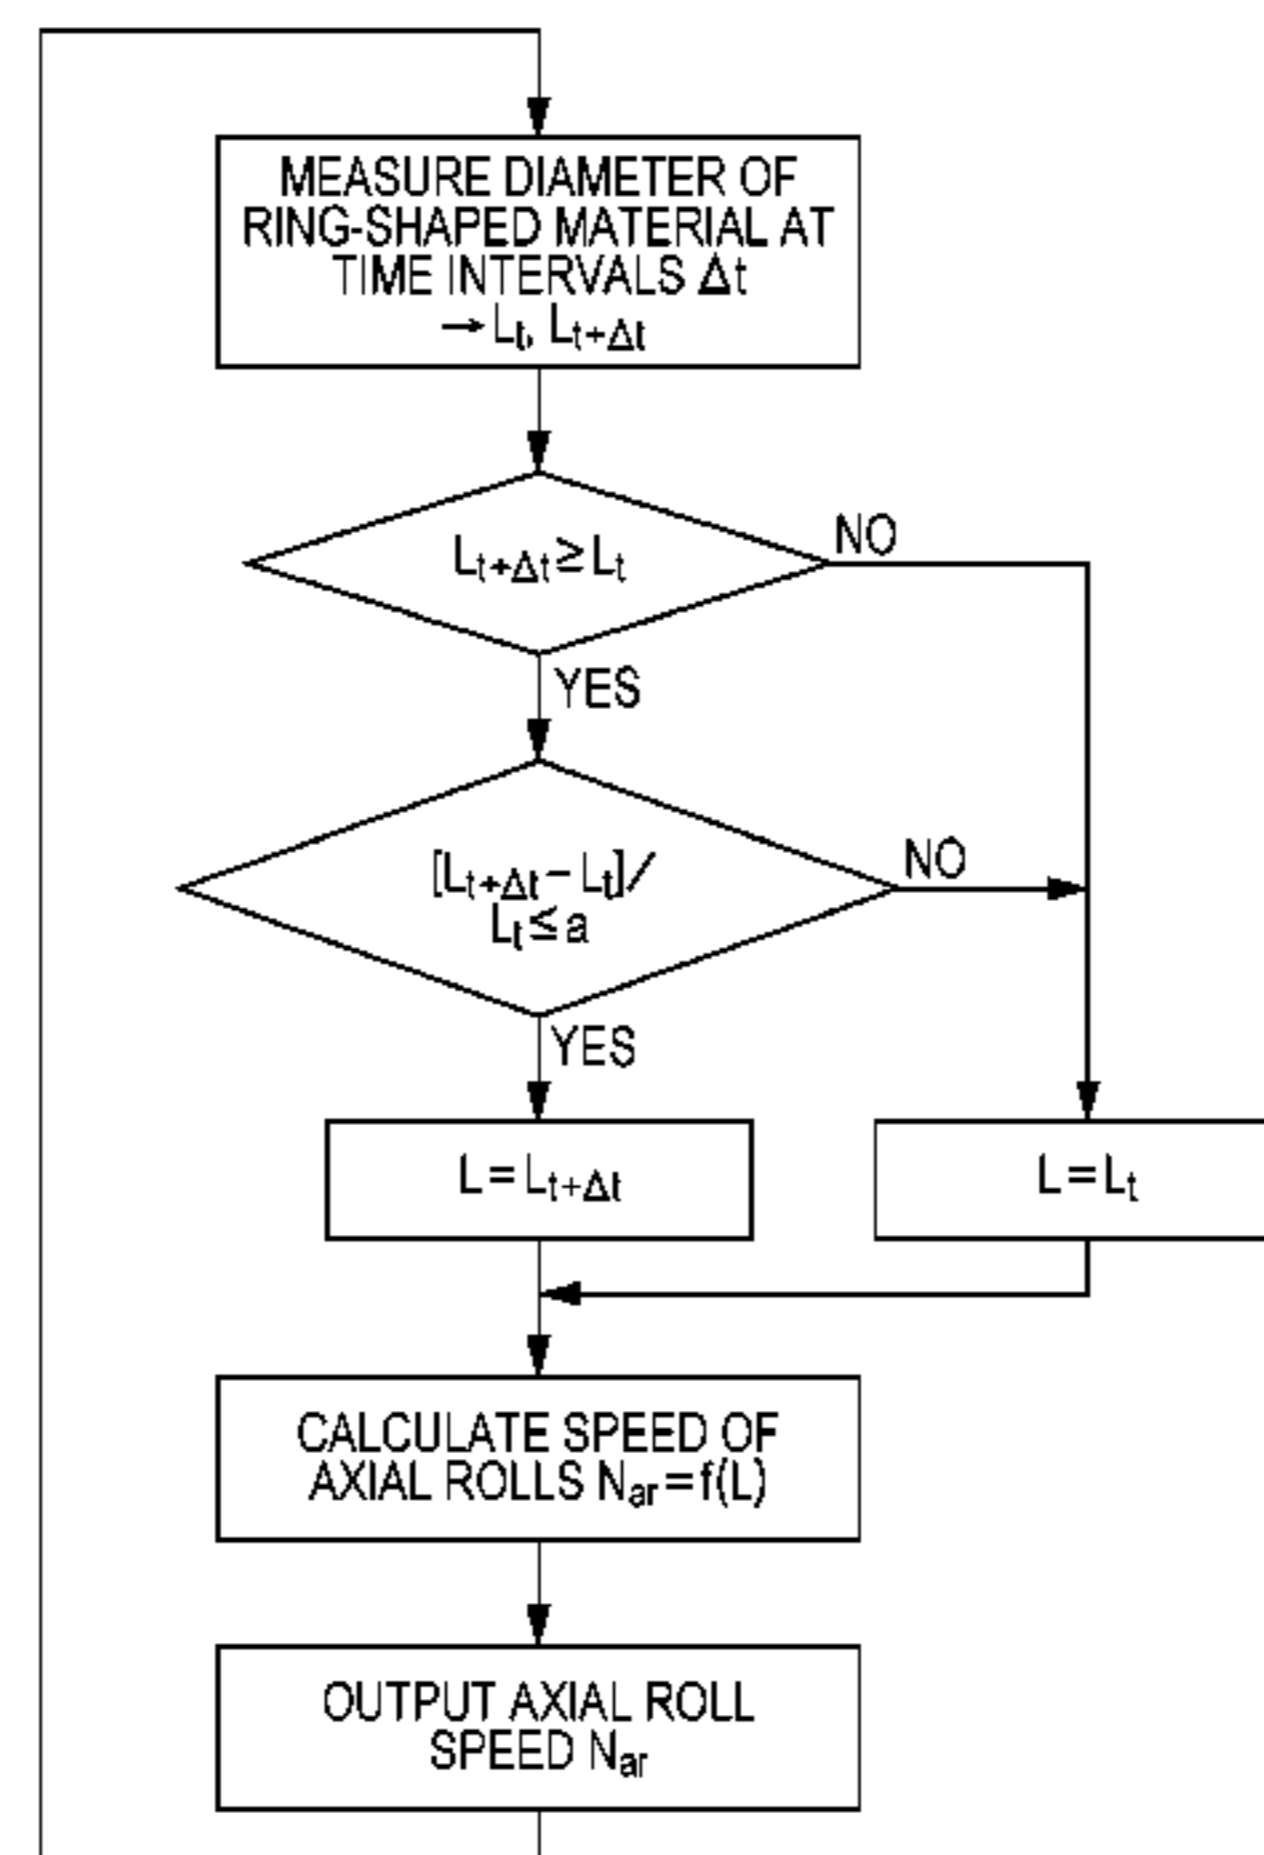 MEASURE DIAMETER OF
RING-SHAPED MATERIAL AT
TIME INTERVALS Δt
→Lt, Lt+Δt
Lt+Δt≥Lt
NO
YES
[Lt+Δt−Lt]/
Lt≤a
NO
YES
L=Lt+Δt
L=Lt
CALCULATE SPEED OF
AXIAL ROLLS Nar=f(L)
OUTPUT AXIAL ROLL
SPEED Nar